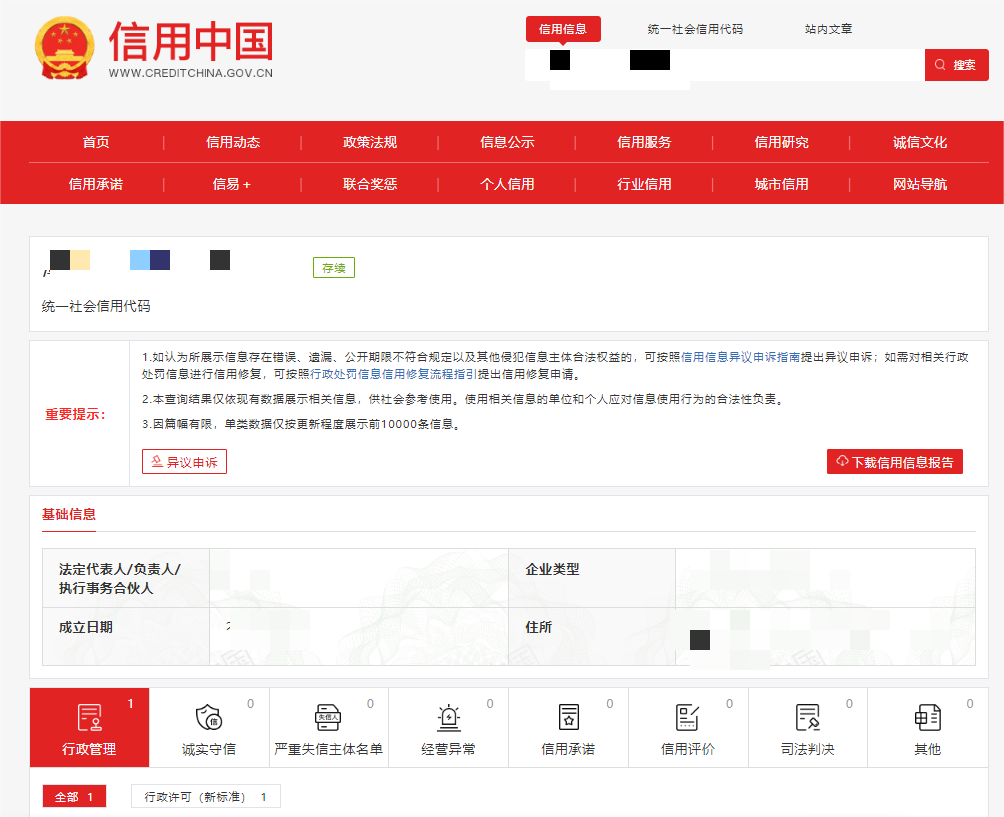 信用中国
WWW.CREDITCHINA.GOV.CN
信用信息 统一社会信用代码 站内文章
搜索
首页 信用动态 政策法规 信息公示 信用服务 信用研究 诚信文化
信用承诺 信易+ 联合奖惩 个人信用 行业信用 城市信用 网站导航
存续
统一社会信用代码
重要提示：
1.如认为所展示信息存在错误、遗漏、公开期限不符合规定以及其他侵犯信息主体合法权益的，可按照信用信息异议申诉指南提出异议申诉；如需对相关行政
处罚信息进行信用修复，可按照行政处罚信息信用修复流程指引提出信用修复申请。
2.本查询结果仅依现有数据展示相关信息，供社会参考使用。使用相关信息的单位和个人应对信息使用行为的合法性负责。
3.因篇幅有限，单类数据仅按更新程度展示前10000条信息。
异议申诉 下载信用信息报告
基础信息
法定代表人/负责人/
执行事务合伙人
企业类型
成立日期
住所
1 0 0 0 0 0 0 0
行政管理 诚实守信 严重失信主体名单 经营异常 信用承诺 信用评价 司法判决 其他
全部 1 行政许可（新标准） 1